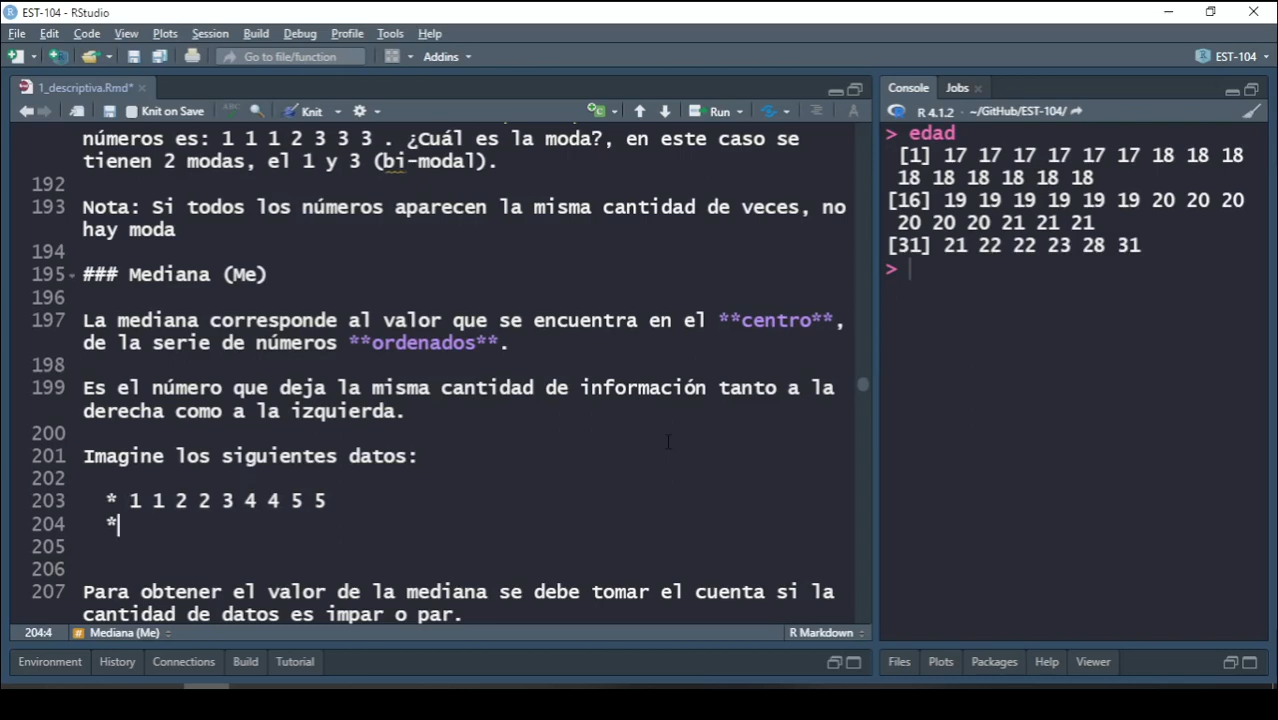 EST-104 - RStudio
File Edit Code View Plots Session Build Debug Profile Tools Help
Go to file/function Addins EST-104
1_descriptiva.Rmd*
Knit on Save ABC Knit Run
números es: 1 1 1 2 3 3 3 . ¿Cuál es la moda?, en este caso se
tienen 2 modas, el 1 y 3 (bi-modal).
192
193 Nota: Si todos los números aparecen la misma cantidad de veces, no
hay moda
194
195 ### Mediana (Me)
196
197 La mediana corresponde al valor que se encuentra en el **centro**,
de la serie de números **ordenados**.
198
199 Es el número que deja la misma cantidad de información tanto a la
derecha como a la izquierda.
200
201 Imagine los siguientes datos:
202
203 * 1 1 2 2 3 4 4 5 5
204 *
205
206
207 Para obtener el valor de la mediana se debe tomar el cuenta si la
cantidad de datos es impar o par.
204:4 # Mediana (Me) R Markdown
Environment History Connections Build Tutorial
Console Jobs
R 4.1.2 · ~/GitHub/EST-104/
> edad
[1] 17 17 17 17 17 17 18 18 18
18 18 18 18 18 18
[16] 19 19 19 19 19 19 20 20 20
20 20 20 21 21 21
[31] 21 22 22 23 28 31
>
Files Plots Packages Help Viewer